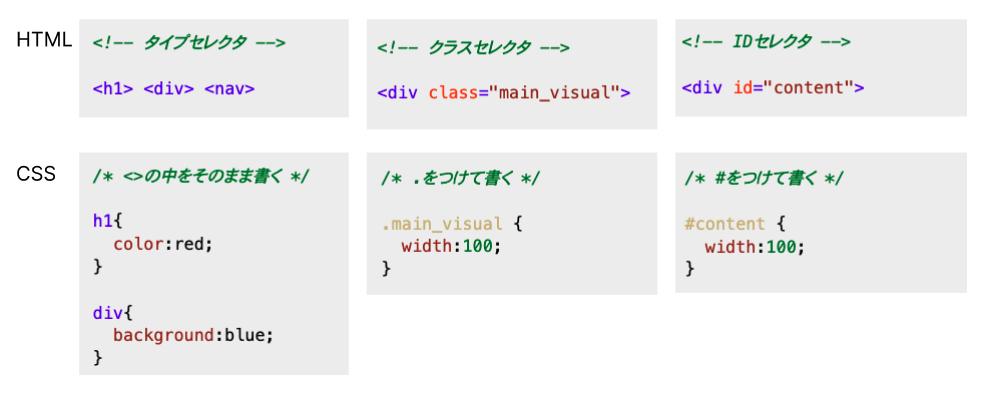 HTML
<!-- タイプセレクタ -->
<h1> <div> <nav>
<!-- クラスセレクタ -->
<div class="main_visual">
<!-- IDセレクタ -->
<div id="content">
CSS
/* <>の中をそのまま書く */
h1{
  color:red;
}
div{
  background:blue;
}
/* .をつけて書く */
.main_visual {
  width:100;
}
/* #をつけて書く */
#content {
  width:100;
}